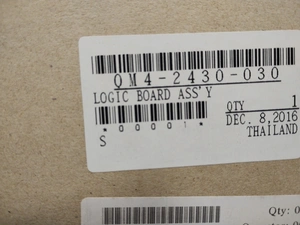 QM4-2430-030
LOGIC BOARD ASS'Y
QTY 1
*00001*
DEC. 8,2016
S
THAILAND
Qty: 0